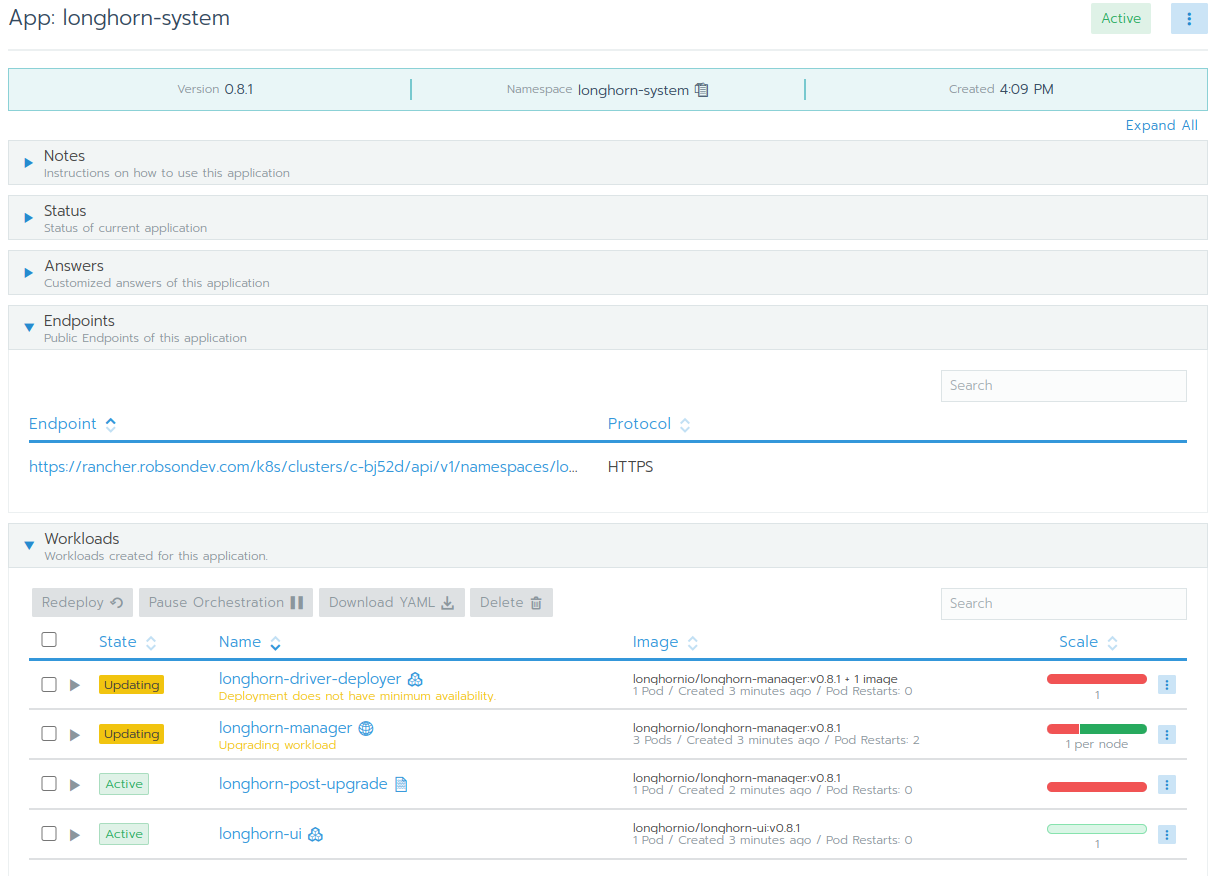 App: longhorn-system
Active
Version 0.8.1
Namespace longhorn-system
Created 4:09 PM
Expand All
Notes
Instructions on how to use this application
Status
Status of current application
Answers
Customized answers of this application
Endpoints
Public Endpoints of this application
Search
Endpoint Protocol
https://rancher.robsondev.com/k8s/clusters/c-bj52d/api/v1/namespaces/lo... HTTPS
Workloads
Workloads created for this application.
Redeploy Pause Orchestration Download YAML Delete Search
State Name Image Scale
Updating longhorn-driver-deployer longhornio/longhorn-manager:v0.8.1 + 1 image
Deployment does not have minimum availability. 1 Pod / Created 3 minutes ago / Pod Restarts: 0 1
Updating longhorn-manager longhornio/longhorn-manager:v0.8.1
Upgrading workload 3 Pods / Created 3 minutes ago / Pod Restarts: 2 1 per node
Active longhorn-post-upgrade longhornio/longhorn-manager:v0.8.1
1 Pod / Created 2 minutes ago / Pod Restarts: 0
Active longhorn-ui longhornio/longhorn-ui:v0.8.1
1 Pod / Created 3 minutes ago / Pod Restarts: 0 1